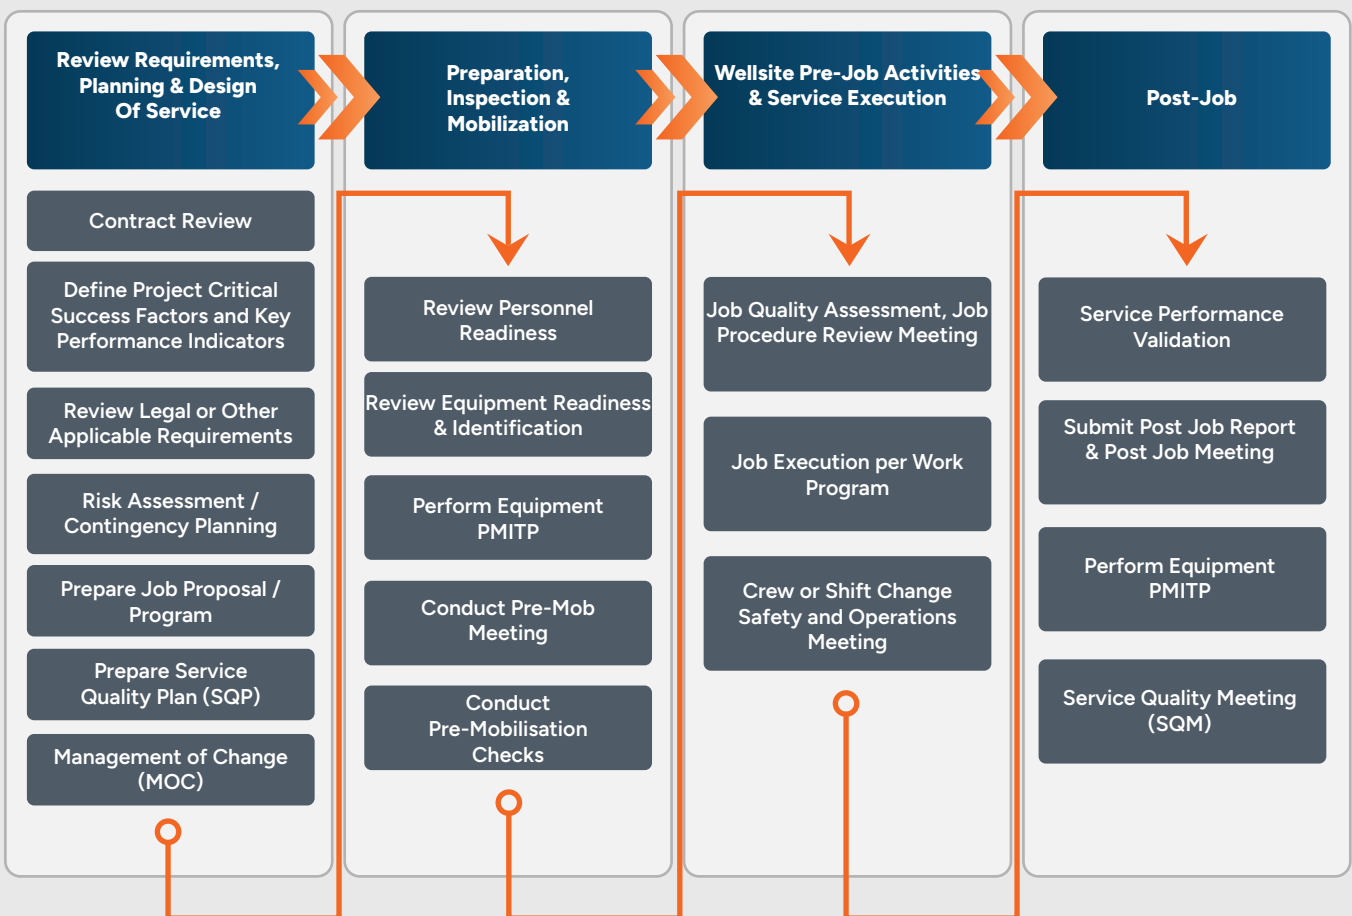 Review Requirements,
Planning & Design
Of Service
Contract Review
Define Project Critical
Success Factors and Key
Performance Indicators
Review Legal or Other
Applicable Requirements
Risk Assessment /
Contingency Planning
Prepare Job Proposal /
Program
Prepare Service
Quality Plan (SQP)
Management of Change
(MOC)
Preparation,
Inspection &
Mobilization
Review Personnel
Readiness
Review Equipment Readiness
& Identification
Perform Equipment
PMITP
Conduct Pre-Mob
Meeting
Conduct
Pre-Mobilisation
Checks
Wellsite Pre-Job Activities
& Service Execution
Job Quality Assessment, Job
Procedure Review Meeting
Job Execution per Work
Program
Crew or Shift Change
Safety and Operations
Meeting
Post-Job
Service Performance
Validation
Submit Post Job Report
& Post Job Meeting
Perform Equipment
PMITP
Service Quality Meeting
(SQM)